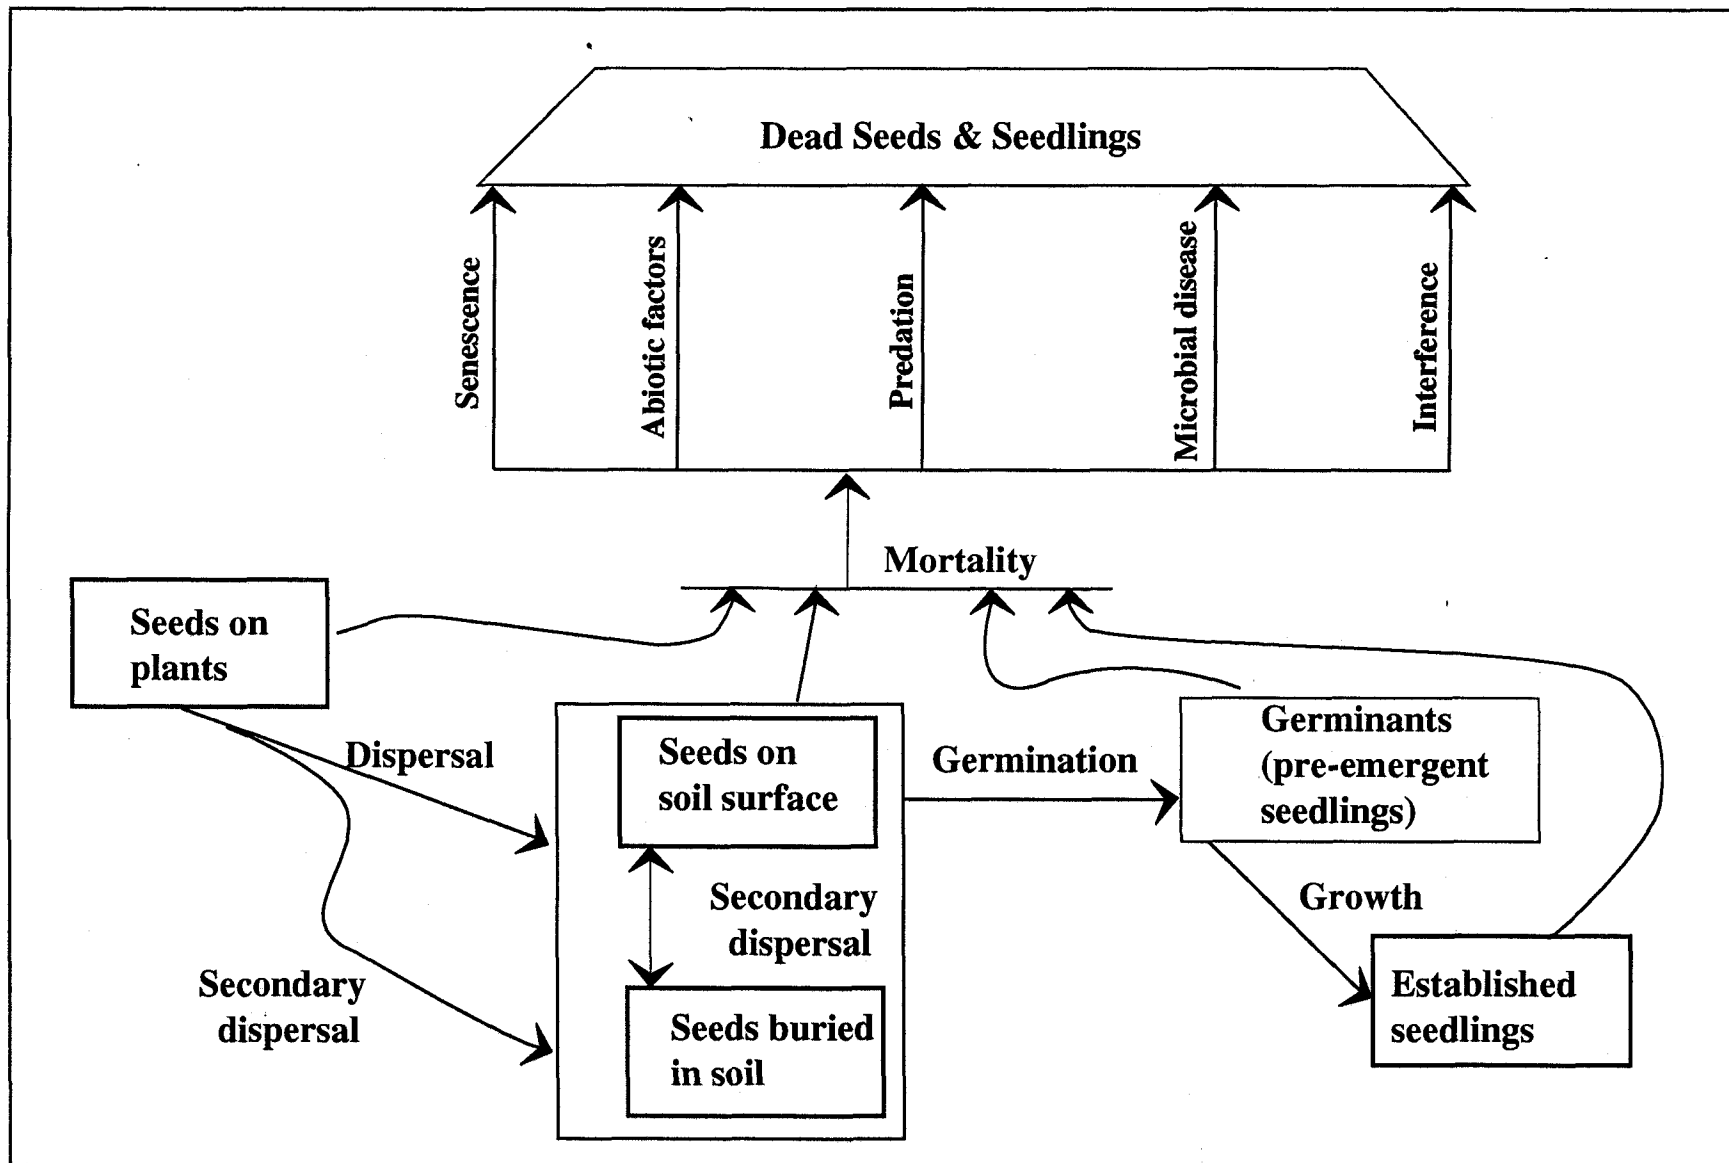 Dead Seeds & Seedlings
Senescence
Abiotic factors
Predation
Microbial disease
Interference
Mortality
Seeds on
plants
Dispersal
Seeds on
soil surface
Germination
Germinants
(pre-emergent
seedlings)
Secondary
dispersal
Growth
Secondary
dispersal
Seeds buried
in soil
Established
seedlings